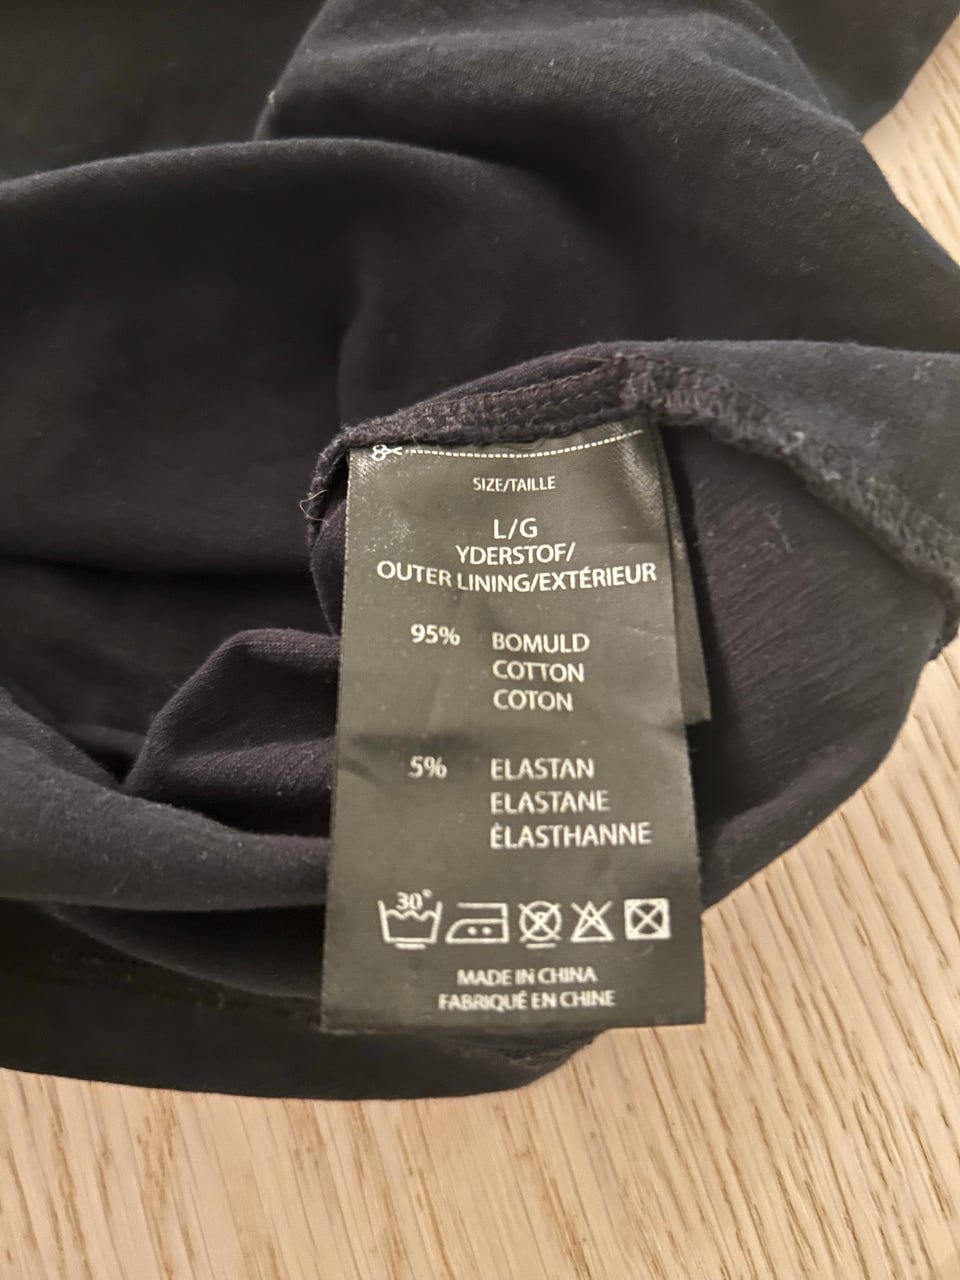 SIZE/TAILLE
L/G
YDERSTOF/
OUTER LINING/EXTÉRIEUR
95% BOMULD
COTTON
COTON
5% ELASTAN
ELASTANE
ÉLASTHANNE
30°
MADE IN CHINA
FABRIQUÉ EN CHINE